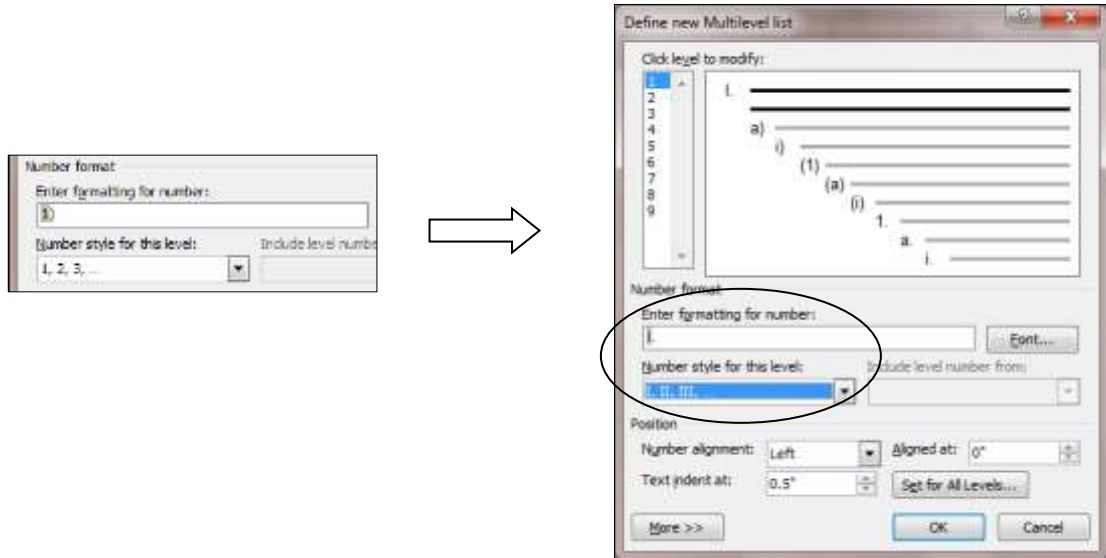 Number format
Enter formatting for number:
1)
Number style for this level:
Include level numbe
1, 2, 3, ...
Define new Multilevel list
Click level to modify:
1
2
3
4
5
6
7
8
9
I.
a)
i)
(1)
(a)
(i)
1.
a.
i.
Number format
Enter formatting for number:
I.
Font...
Number style for this level:
Include level number from:
I, II, III, ...
Position
Number alignment:
Left
Aligned at:
0"
Text indent at:
0.5"
Set for All Levels...
More >>
OK
Cancel